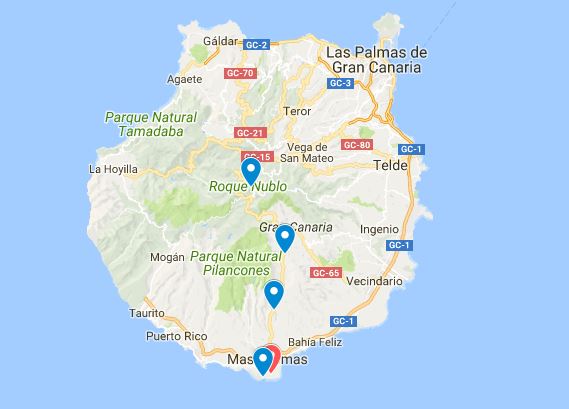 Gáldar
GC-2
Las Palmas de
Gran Canaria
Agaete
GC-70
GC-3
Parque Natural
Tamadaba
Teror
GC-21
GC-1
GC-15
Vega de
San Mateo
GC-80
La Hoyilla
Telde
Roque Nublo
Gran Canaria
Ingenio
GC-1
Mogán
Parque Natural
Pilancones
GC-65
Vecindario
Taurito
GC-1
Puerto Rico
Bahía Feliz